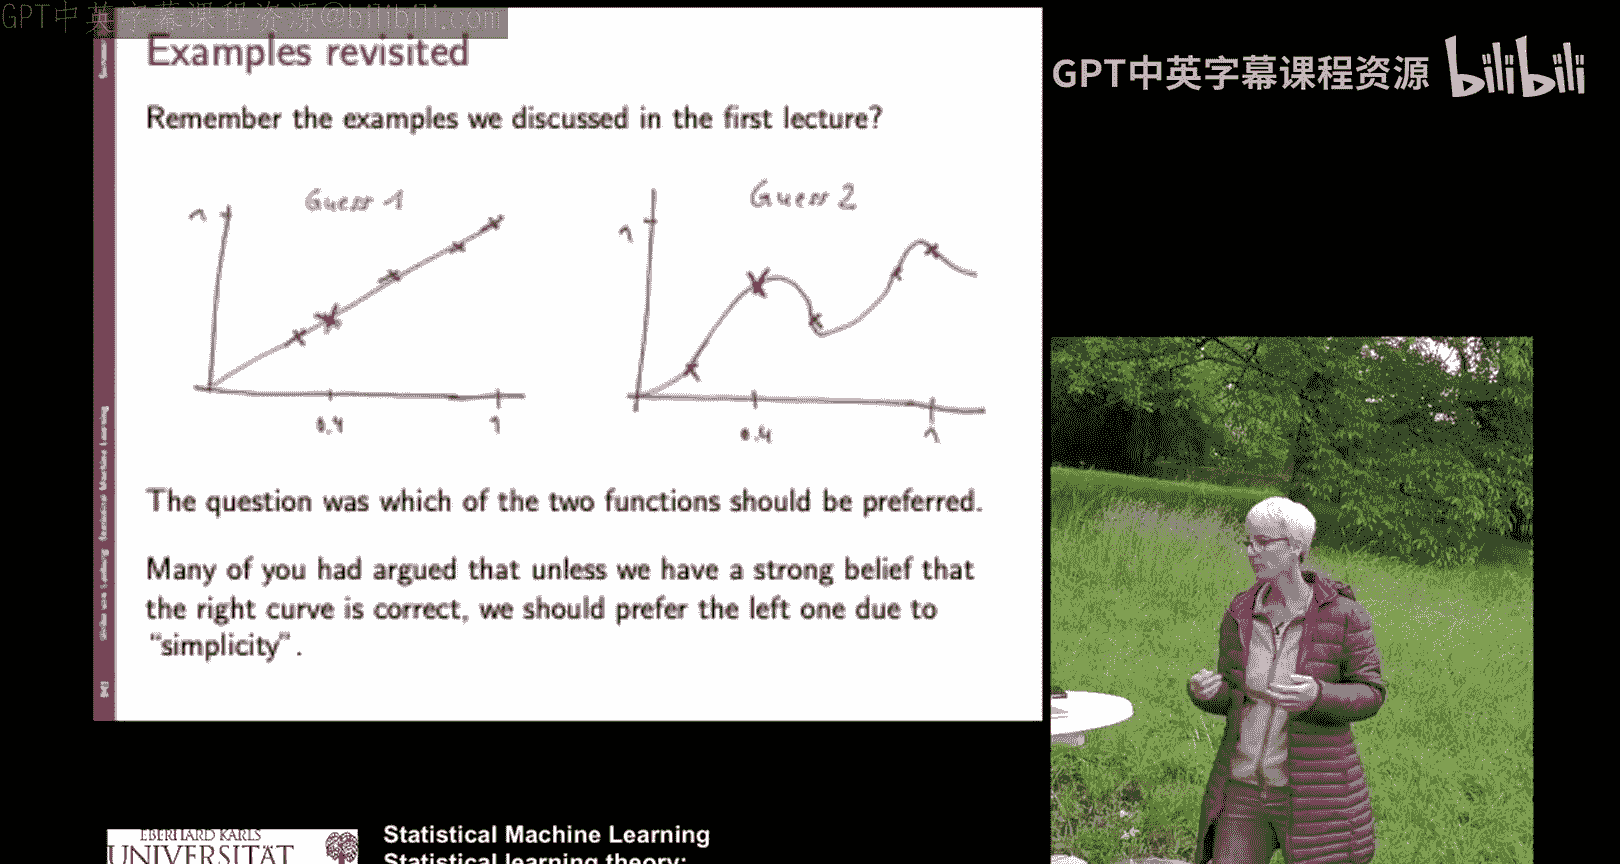 GPT中英字幕课程资源@bilibili.com
Examples revisited
Remember the examples we discussed in the first lecture?
Guess 1
1
0.4
1
Guess 2
1
0.4
1
The question was which of the two functions should be preferred.
Many of you had argued that unless we have a strong belief that
the right curve is correct, we should prefer the left one due to
“simplicity”.
GPT中英字幕课程资源 bilibili
EBERHARD KARLS
UNIVERSITÄT
Statistical Machine Learning
Statistical learning theory: